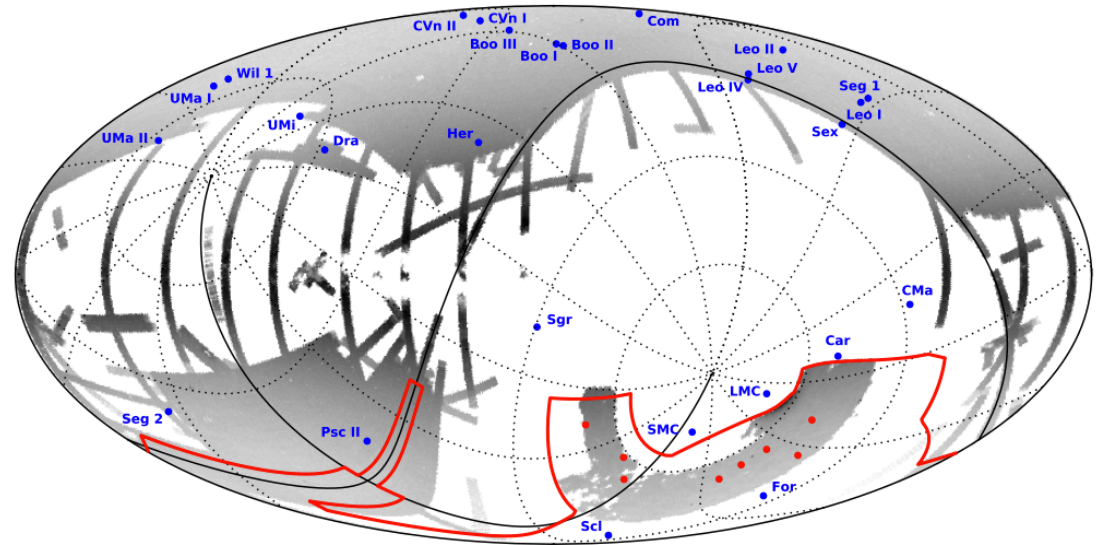 CVn II
CVn I
Com
Boo III
Boo I
Boo II
Leo II
Leo V
Leo IV
Wil 1
UMa I
Seg 1
Leo I
Sex
UMi
UMa II
Dra
Her
CMa
Sgr
Car
LMC
Seg 2
Psc II
SMC
For
Scl